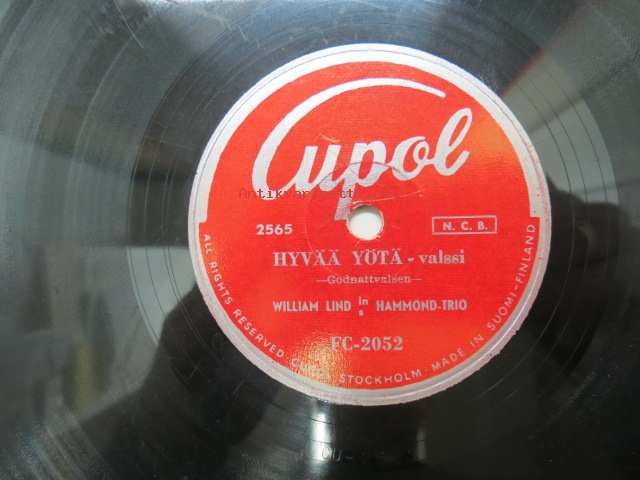 Cupol
2565
N. C. B.
HYVÄÄ YÖTÄ - valssi
—Godnattvalsen—
WILLIAM LIND in
s HAMMOND-TRIO
FC-2052
ALL RIGHTS RESERVED STOCKHOLM. MADE IN SUOMI-FINLAND